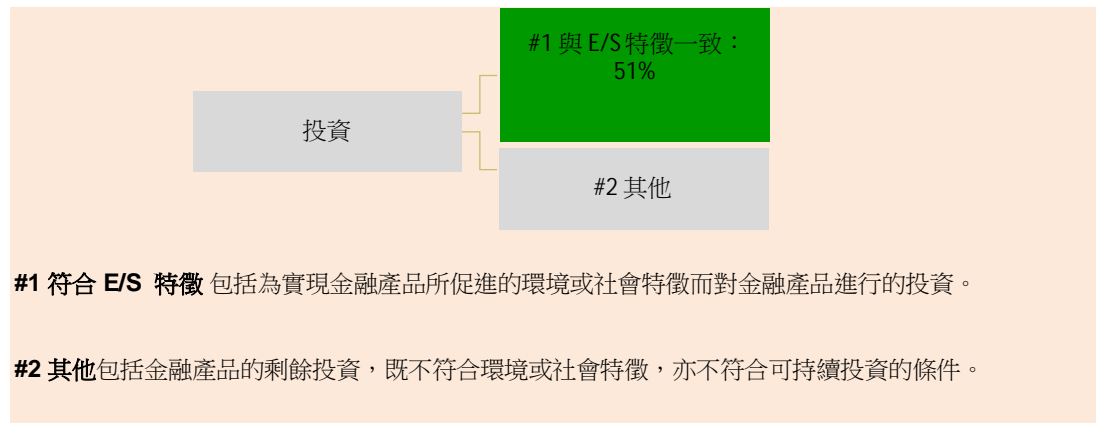 #1 與 E/S 特徵一致：
51%
投資
#2 其他
#1 符合 E/S 特徵 包括為實現金融產品所促進的環境或社會特徵而對金融產品進行的投資。
#2 其他包括金融產品的剩餘投資，既不符合環境或社會特徵，亦不符合可持續投資的條件。